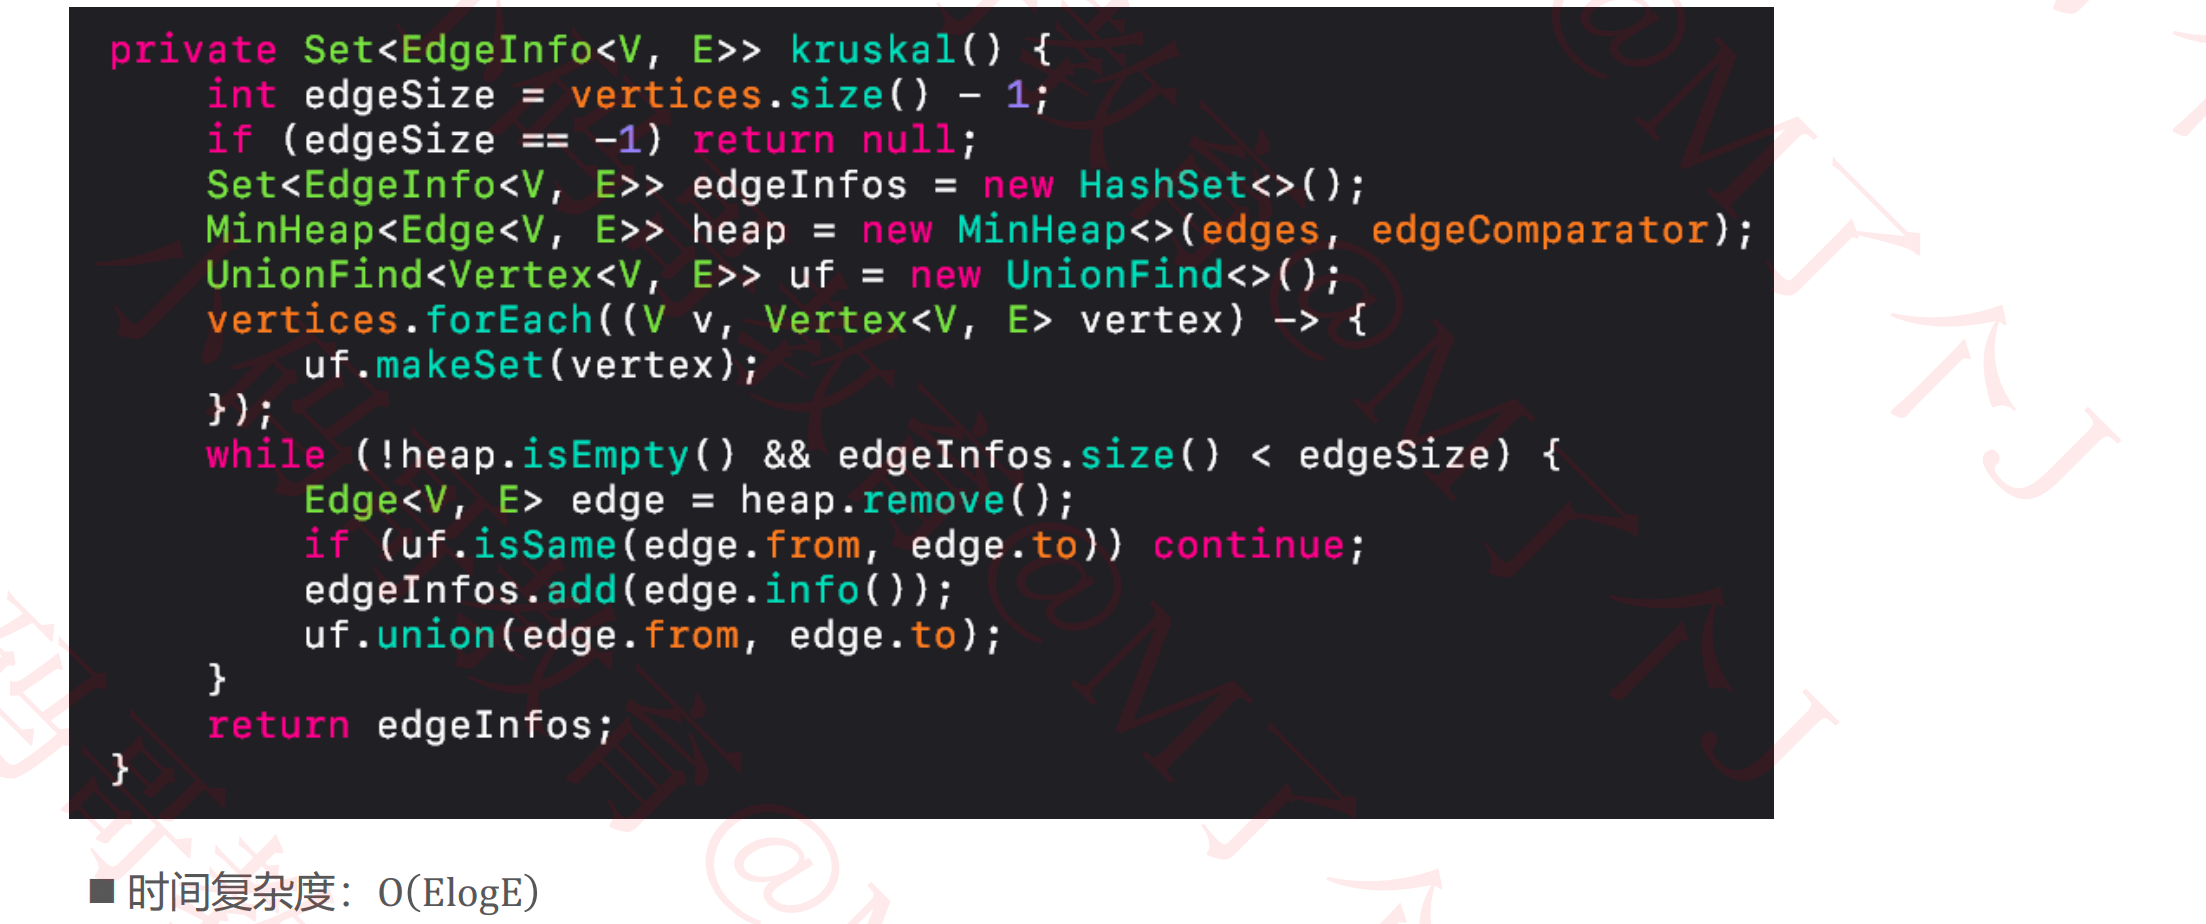 private Set<EdgeInfo<V, E>> kruskal() {
    int edgeSize = vertices.size() - 1;
    if (edgeSize == -1) return null;
    Set<EdgeInfo<V, E>> edgeInfos = new HashSet<>();
    MinHeap<Edge<V, E>> heap = new MinHeap<>(edges, edgeComparator);
    UnionFind<Vertex<V, E>> uf = new UnionFind<>();
    vertices.forEach((V v, Vertex<V, E> vertex) -> {
        uf.makeSet(vertex);
    });
    while (!heap.isEmpty() && edgeInfos.size() < edgeSize) {
        Edge<V, E> edge = heap.remove();
        if (uf.isSame(edge.from, edge.to)) continue;
        edgeInfos.add(edge.info());
        uf.union(edge.from, edge.to);
    }
    return edgeInfos;
}
■ 时间复杂度：O(ElogE)